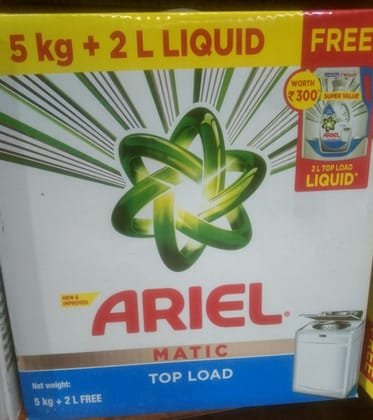 5 kg + 2 L LIQUID
FREE
WORTH
₹300
SUPER VALUE
ARIEL
2 L TOP LOAD
LIQUID*
NEW &
IMPROVED
ARIEL
MATIC
TOP LOAD
Net weight:
5 kg + 2 L FREE